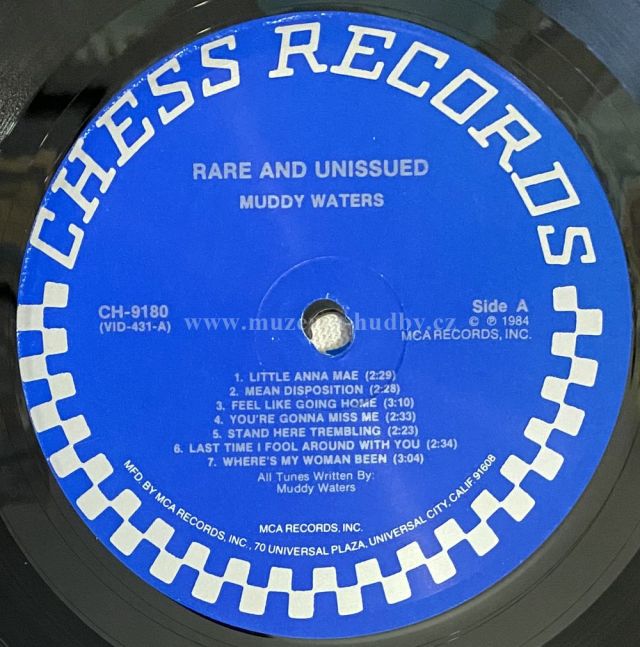 CHESS RECORDS
RARE AND UNISSUED
MUDDY WATERS
CH-9180
(VID-431-A)
Side A
© ℗ 1984
MCA RECORDS, INC.
www.muze hudby.cz
1. LITTLE ANNA MAE (2:29)
2. MEAN DISPOSITION (2:28)
3. FEEL LIKE GOING HOME (3:10)
4. YOU'RE GONNA MISS ME (2:33)
5. STAND HERE TREMBLING (2:23)
6. LAST TIME I FOOL AROUND WITH YOU (2:34)
7. WHERE'S MY WOMAN BEEN (3:04)
All Tunes Written By:
Muddy Waters
MCA RECORDS, INC.
MFD. BY MCA RECORDS, INC., 70 UNIVERSAL PLAZA, UNIVERSAL CITY, CALIF. 91608